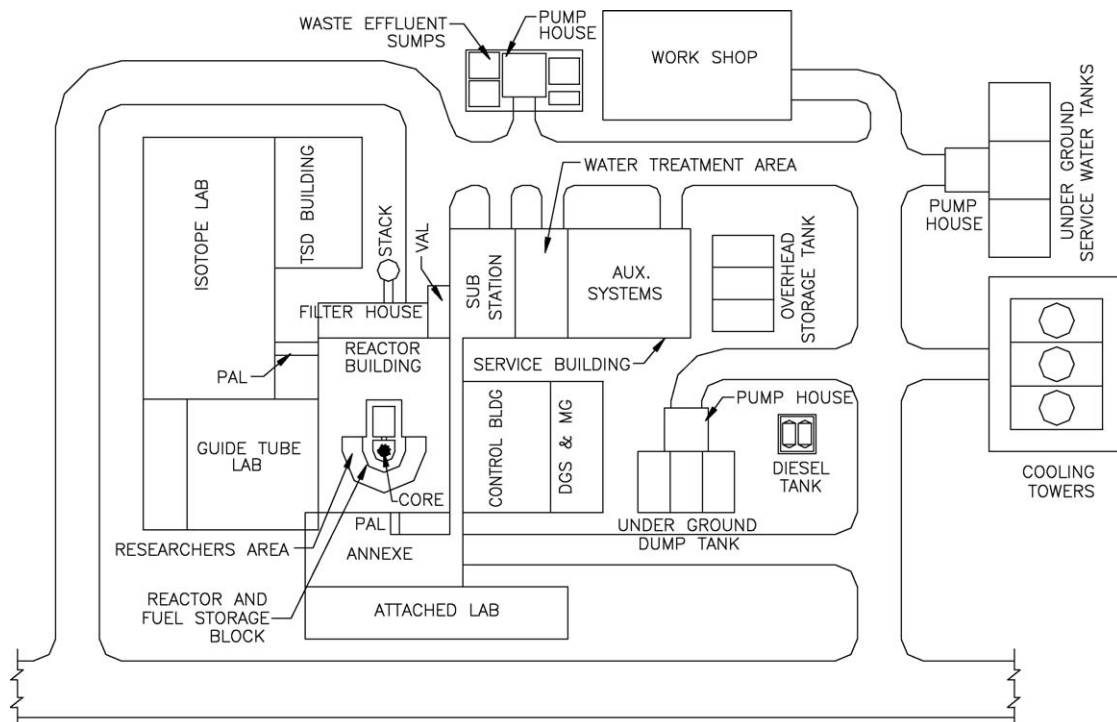 WASTE EFFLUENT
SUMPS
PUMP
HOUSE
WORK SHOP
UNDER GROUND
SERVICE WATER TANKS
PUMP
HOUSE
WATER TREATMENT AREA
ISOTOPE LAB
TSD BUILDING
STACK
VAL
SUB
STATION
AUX.
SYSTEMS
OVERHEAD
STORAGE TANK
FILTER HOUSE
REACTOR
BUILDING
SERVICE BUILDING
PAL
PUMP HOUSE
GUIDE TUBE
LAB
CONTROL BLDG
DGS & MG
DIESEL
TANK
COOLING
TOWERS
CORE
PAL
UNDER GROUND
DUMP TANK
RESEARCHERS AREA
ANNEXE
REACTOR AND
FUEL STORAGE
BLOCK
ATTACHED LAB